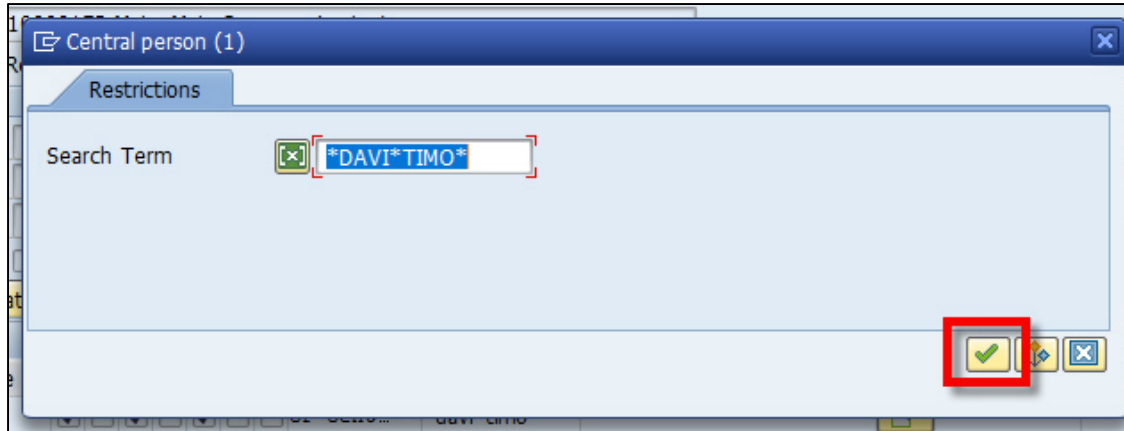 Central person (1)
Restrictions
Search Term
*DAVI*TIMO*